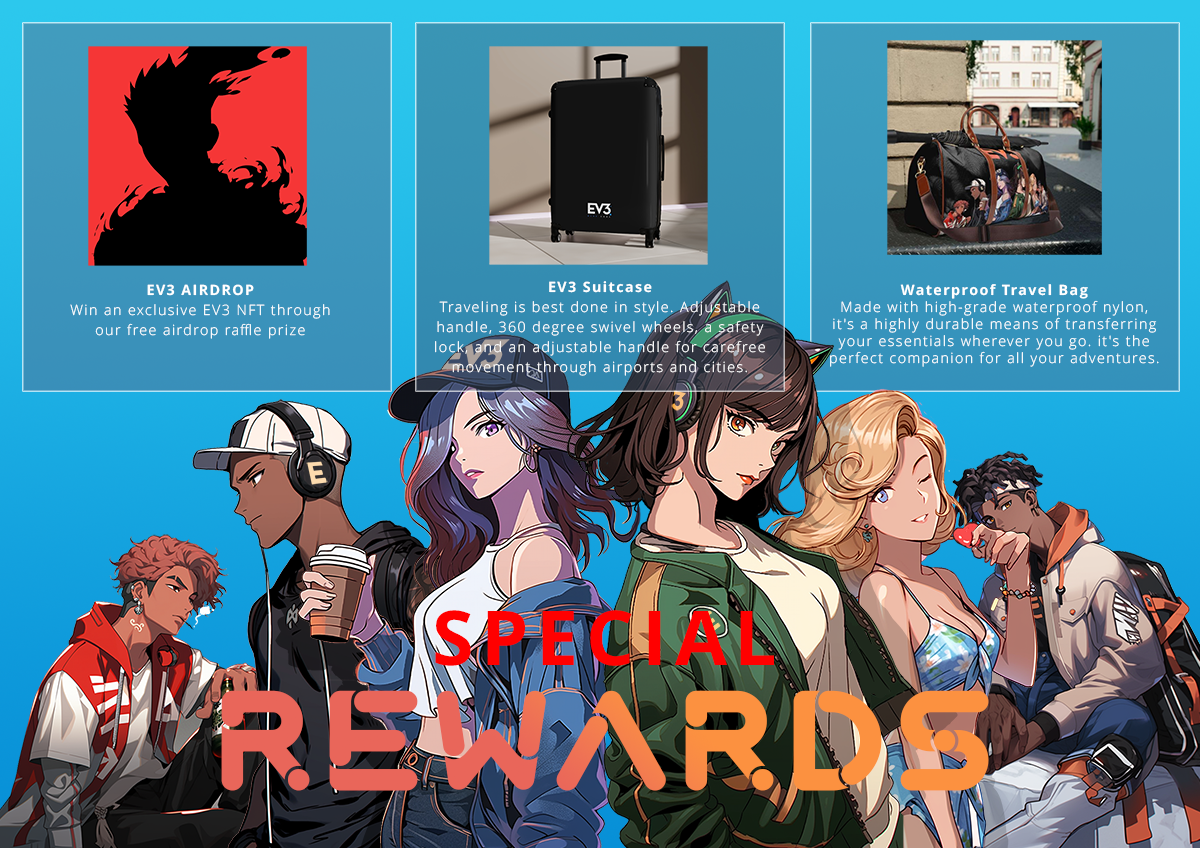 EV3 AIRDROP
Win an exclusive EV3 NFT through
our free airdrop raffle prize
EV3
EV3 Suitcase
Traveling is best done in style. Adjustable
handle, 360 degree swivel wheels, a safety
lock, and an adjustable handle for carefree
movement through airports and cities.
Waterproof Travel Bag
Made with high-grade waterproof nylon,
it's a highly durable means of transferring
your essentials wherever you go. it's the
perfect companion for all your adventures.
3
E
SPECIAL
REWARDS